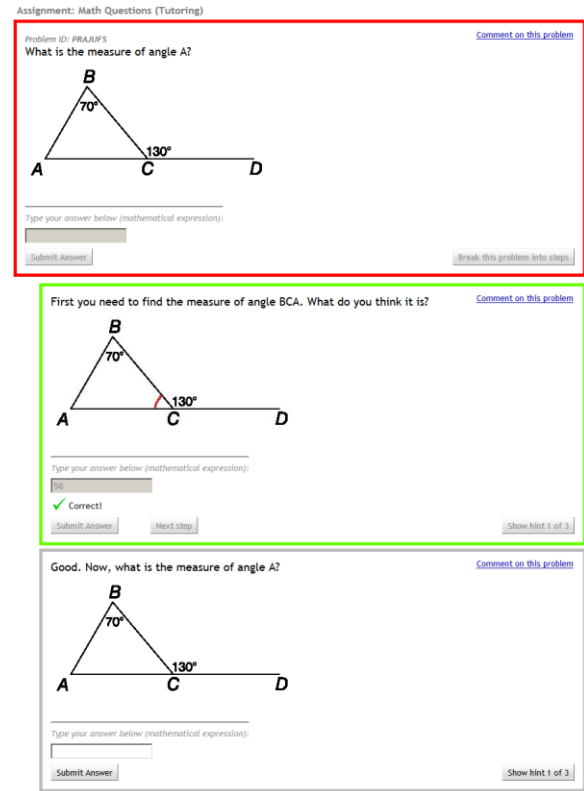 Assignment: Math Questions (Tutoring)
Problem ID: PRAJUFS
Comment on this problem
What is the measure of angle A?
B
70°
130°
A C D
Type your answer below (mathematical expression):
Submit Answer
Break this problem into steps
First you need to find the measure of angle BCA. What do you think it is?
Comment on this problem
B
70°
130°
A C D
Type your answer below (mathematical expression):
50
Correct!
Submit Answer
Next step
Show hint 1 of 3
Good. Now, what is the measure of angle A?
Comment on this problem
B
70°
130°
A C D
Type your answer below (mathematical expression):
Submit Answer
Show hint 1 of 3